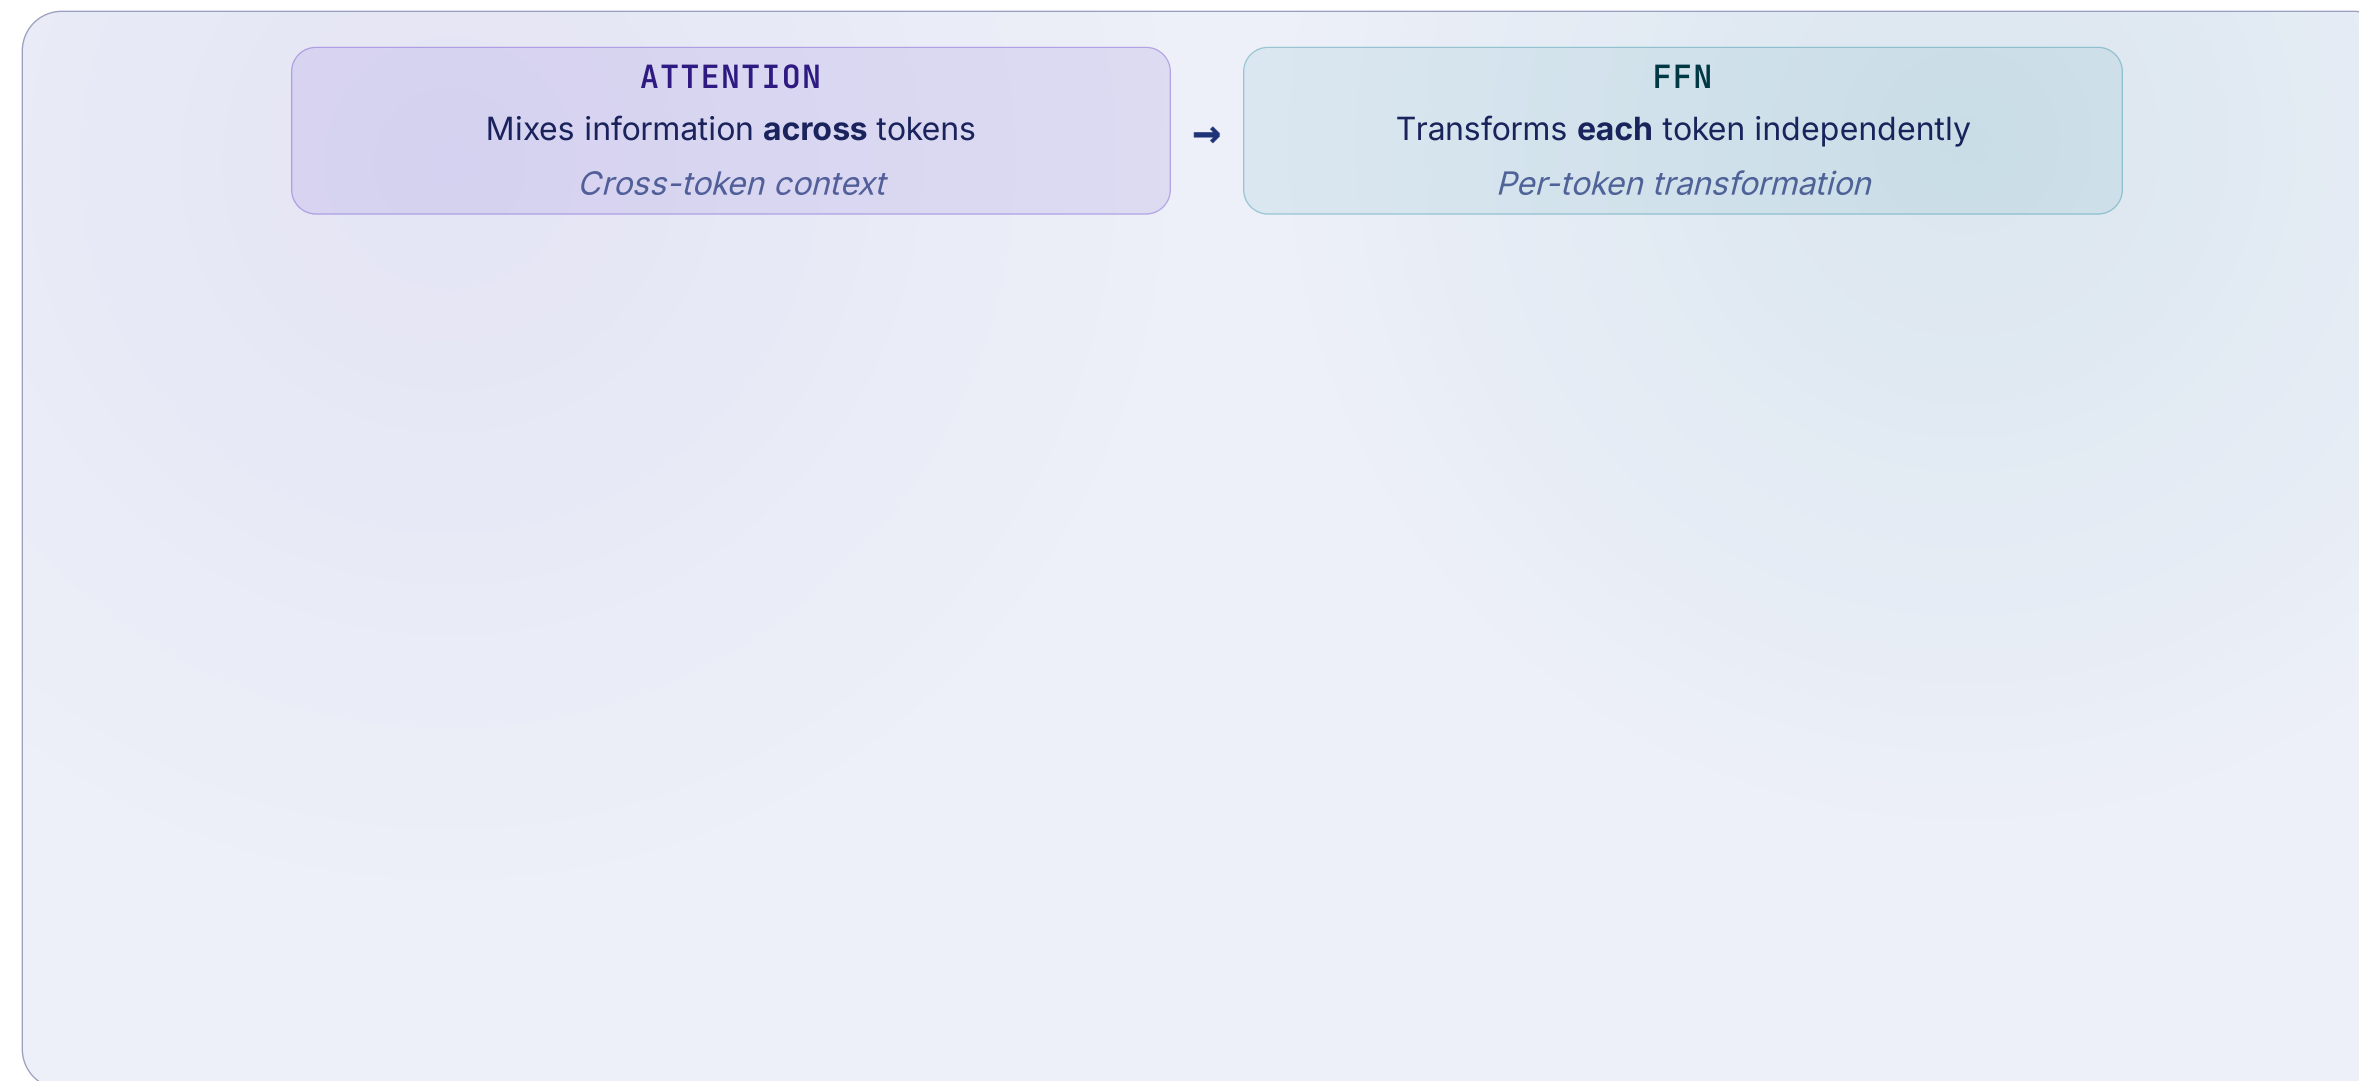 ATTENTION
Mixes information across tokens
Cross-token context
→
FFN
Transforms each token independently
Per-token transformation